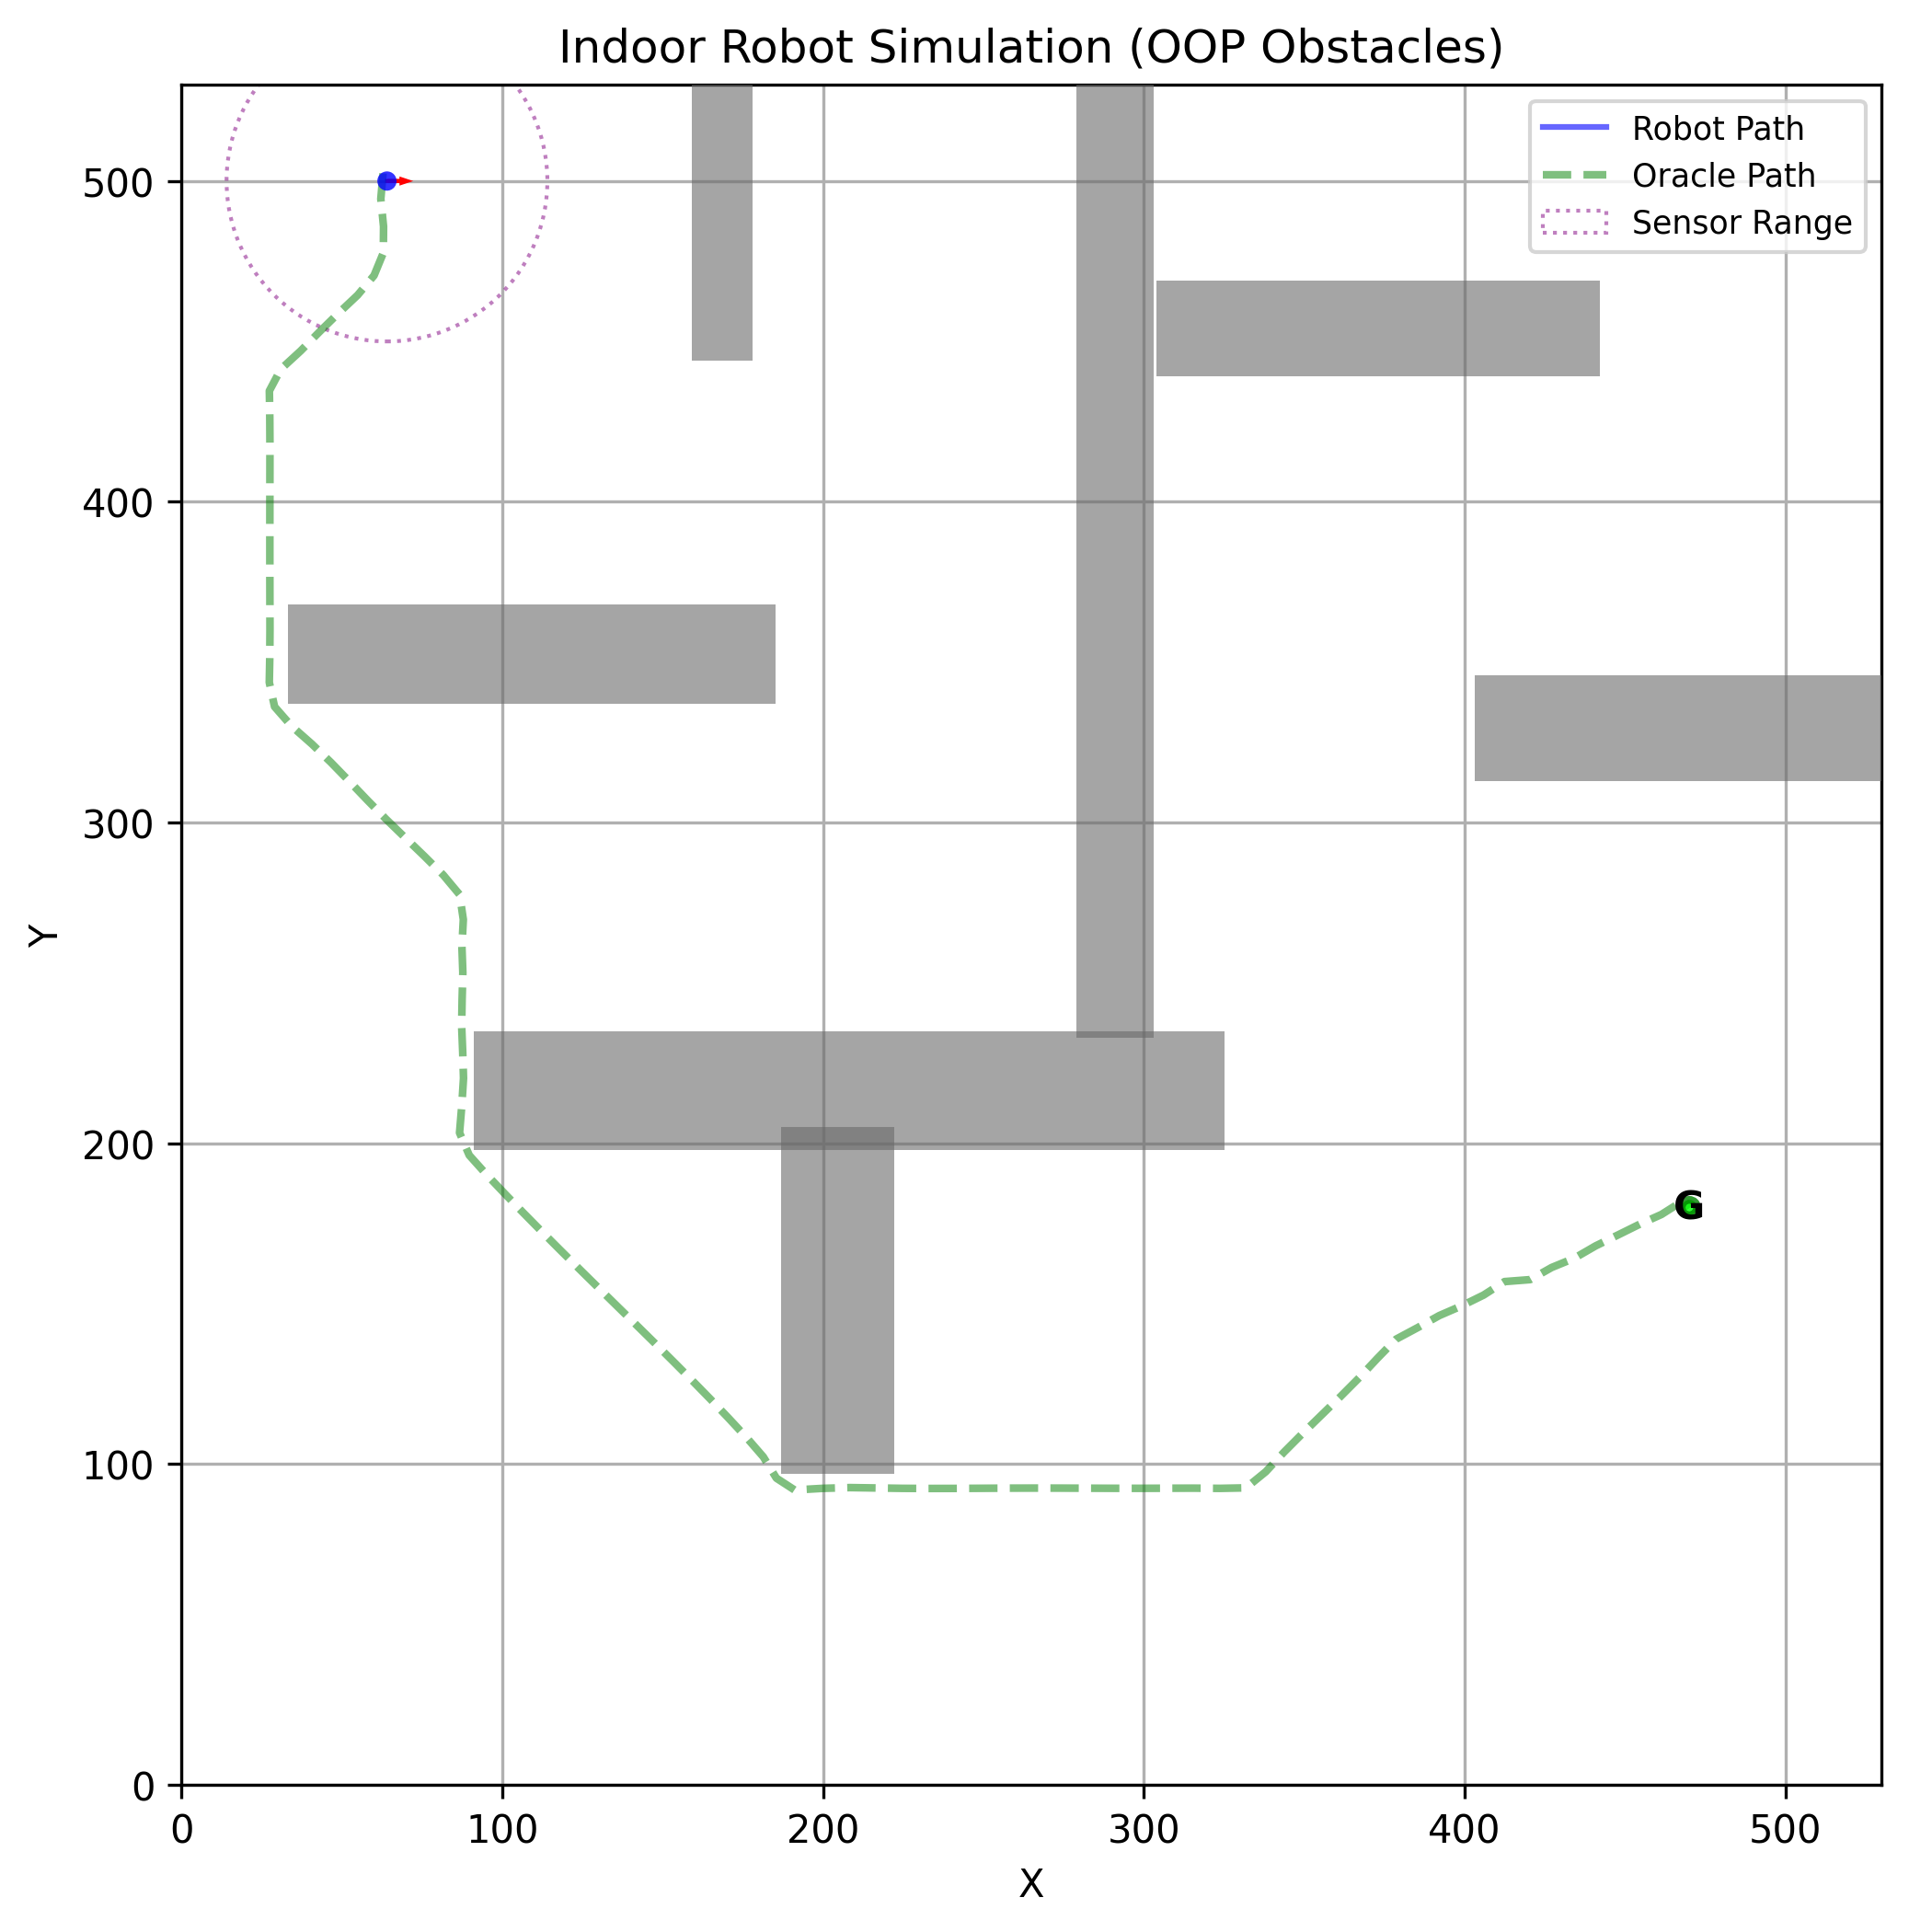 Indoor Robot Simulation (OOP Obstacles)
Robot Path
Oracle Path
Sensor Range
500
400
300
200
100
0
Y
G
0 100 200 300 400 500
X